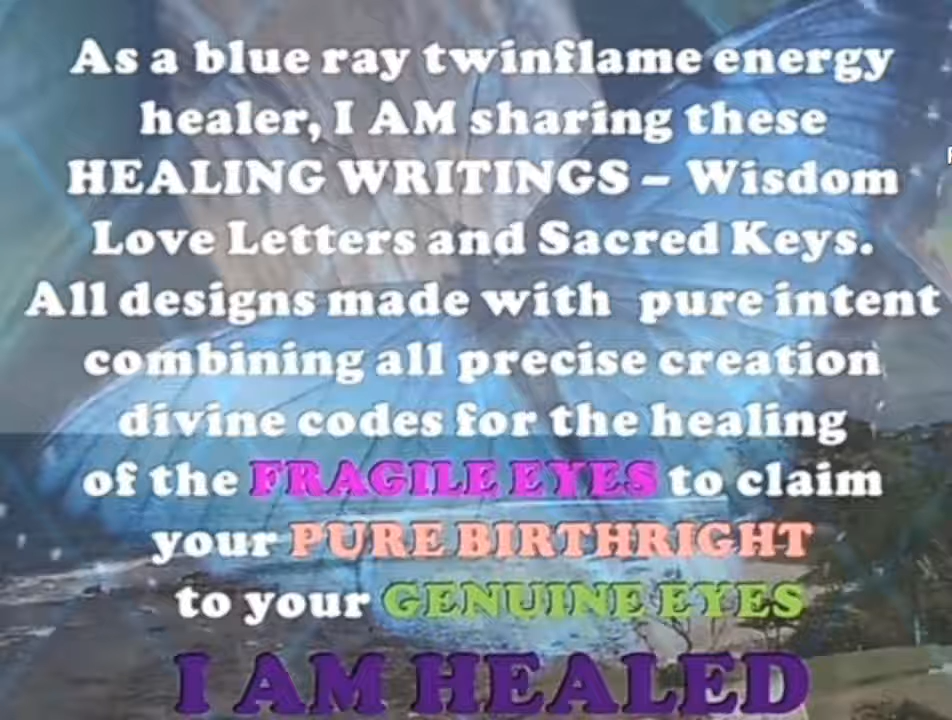 As a blue ray twinflame energy
healer, I AM sharing these
HEALING WRITINGS – Wisdom
Love Letters and Sacred Keys.
All designs made with pure intent
combining all precise creation
divine codes for the healing
of the FRAGILE EYES to claim
your PURE BIRTHRIGHT
to your GENUINE EYES
I AM HEALED